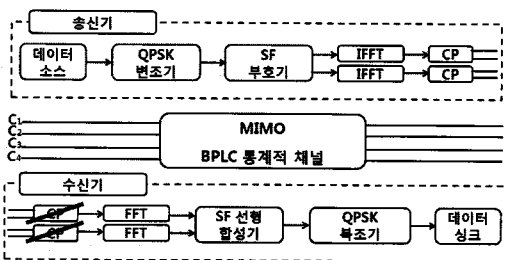 송신기
데이터
소스
QPSK
변조기
SF
부호기
IFFT
CP
IFFT
CP
C1
C2
C3
C4
MIMO
BPLC 통계적 채널
수신기
CP
FFT
CP
FFT
SF 선형
합성기
QPSK
복조기
데이터
싱크